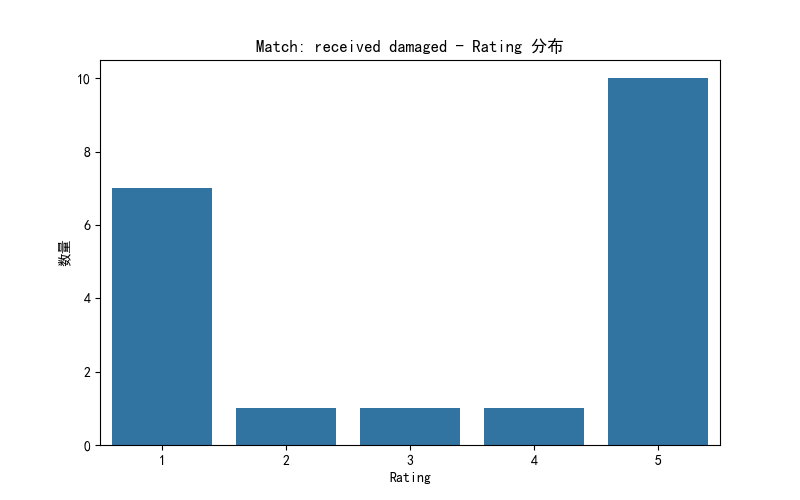 Match: received damaged - Rating 分布
10
8
6
4
2
0
数量
1 2 3 4 5
Rating